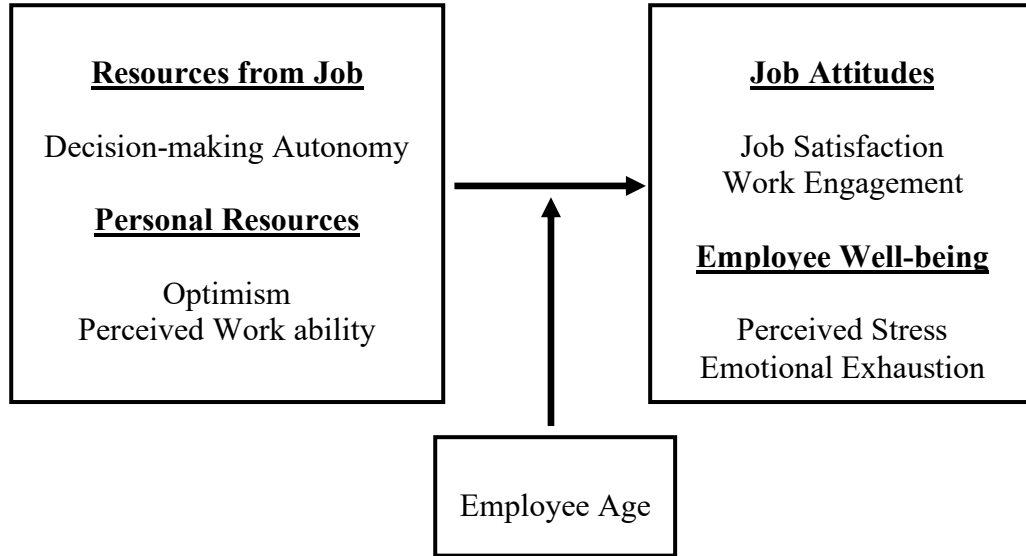 Resources from Job
Decision-making Autonomy
Personal Resources
Optimism
Perceived Work ability
Job Attitudes
Job Satisfaction
Work Engagement
Employee Well-being
Perceived Stress
Emotional Exhaustion
Employee Age